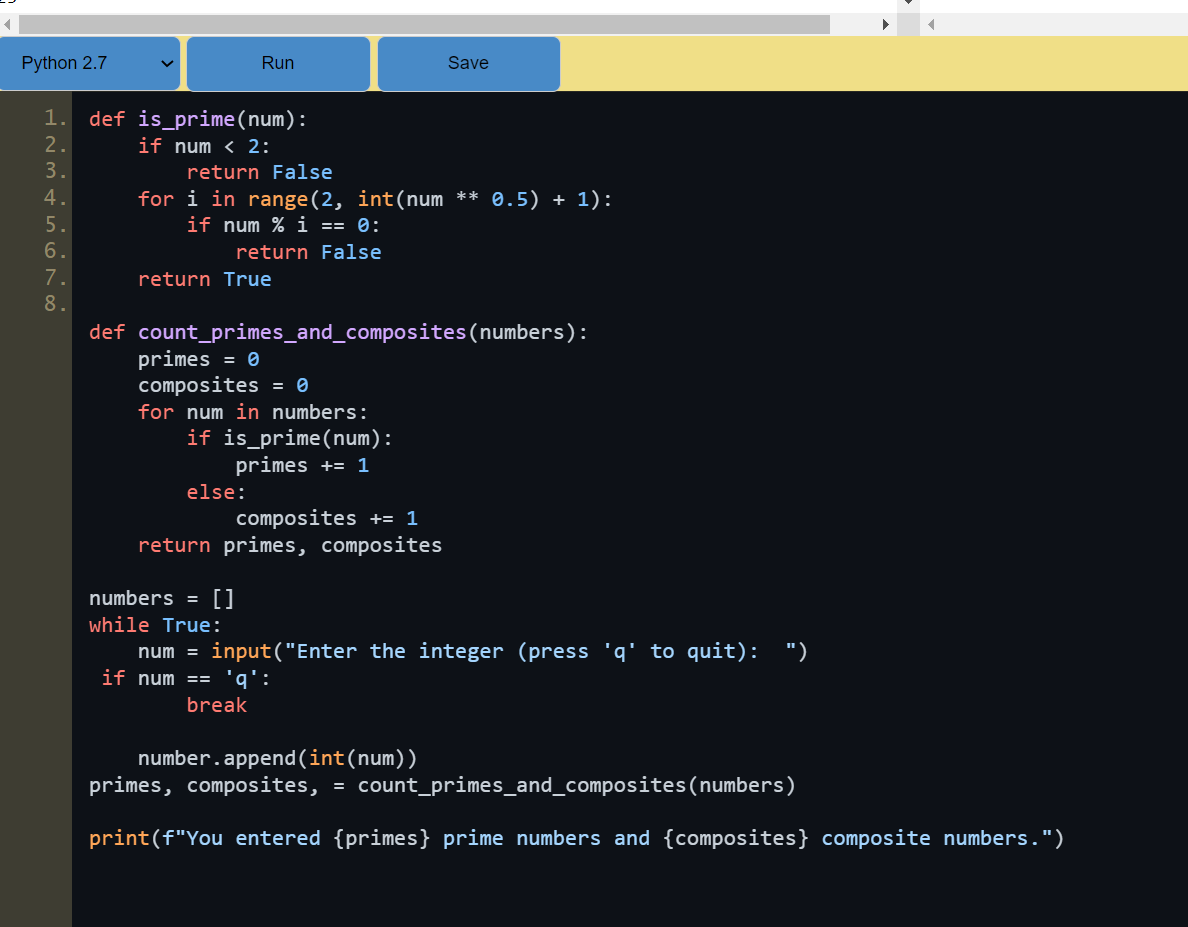 Python 2.7 Run Save
1. def is_prime(num):
2.     if num < 2:
3.         return False
4.     for i in range(2, int(num ** 0.5) + 1):
5.         if num % i == 0:
6.             return False
7.     return True
8.
def count_primes_and_composites(numbers):
    primes = 0
    composites = 0
    for num in numbers:
        if is_prime(num):
            primes += 1
        else:
            composites += 1
    return primes, composites
numbers = []
while True:
    num = input("Enter the integer (press 'q' to quit):  ")
 if num == 'q':
        break
    number.append(int(num))
primes, composites, = count_primes_and_composites(numbers)
print(f"You entered {primes} prime numbers and {composites} composite numbers.")